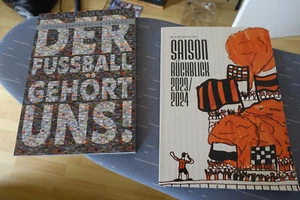 DER
FUSSBALL
GEHÖRT
UNS!
SAISON
RÜCKBLICK
2023/
2024